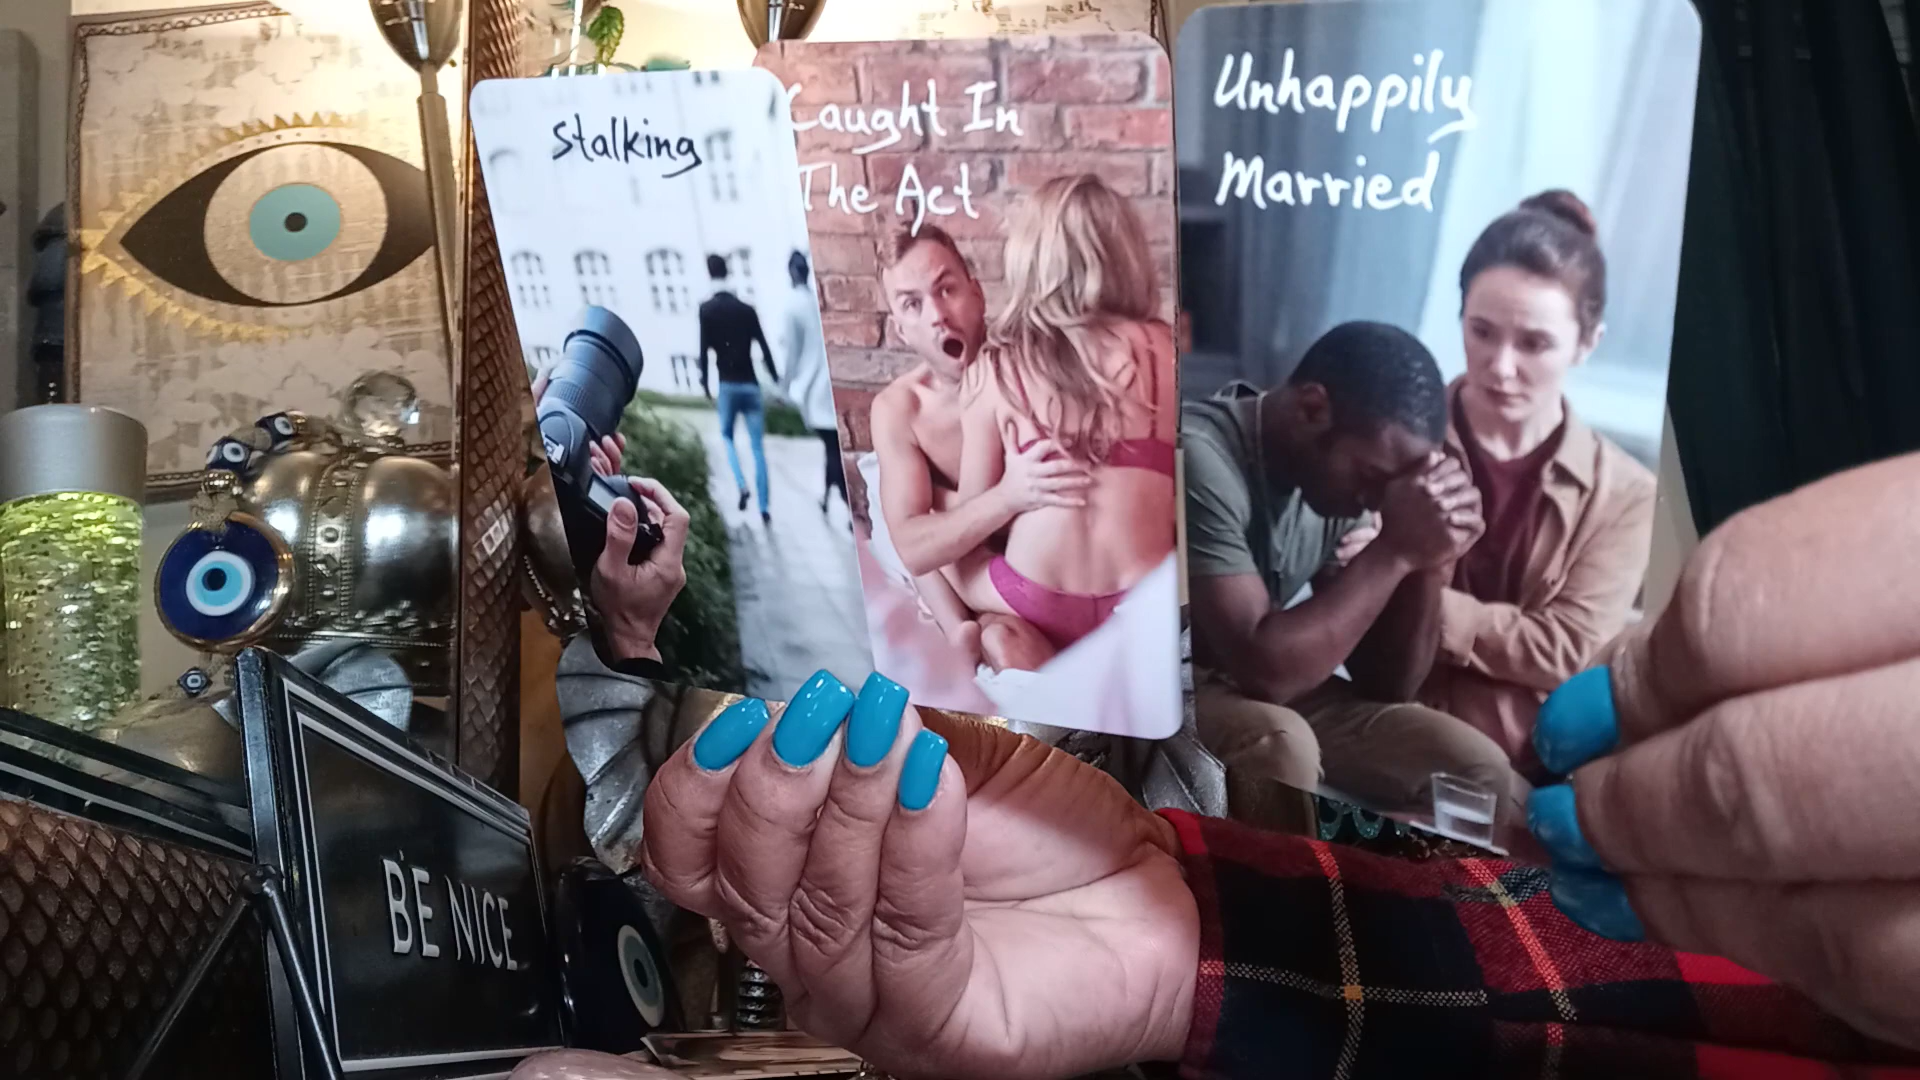 Stalking
Caught In
The Act
Unhappily
Married
BE NICE